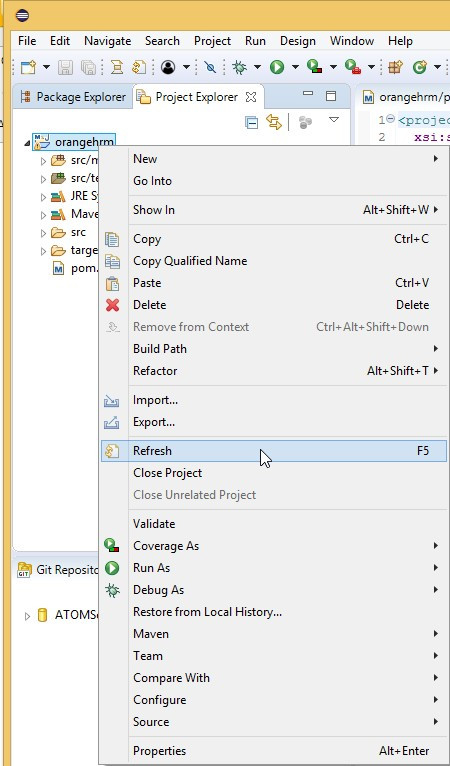 File Edit Navigate Search Project Run Design Window Help
Package Explorer Project Explorer orangehrm/p
1 <projec
2 xsi:s
orangehrm
src/m
src/te
JRE Sy
Mave
src
targe
pom.
New
Go Into
Show In Alt+Shift+W
Copy Ctrl+C
Copy Qualified Name
Paste Ctrl+V
Delete Delete
Remove from Context Ctrl+Alt+Shift+Down
Build Path
Refactor Alt+Shift+T
Import...
Export...
Refresh F5
Close Project
Close Unrelated Project
Validate
Coverage As
Run As
Debug As
Restore from Local History...
Maven
Team
Compare With
Configure
Source
Properties Alt+Enter
Git Reposito
ATOMS